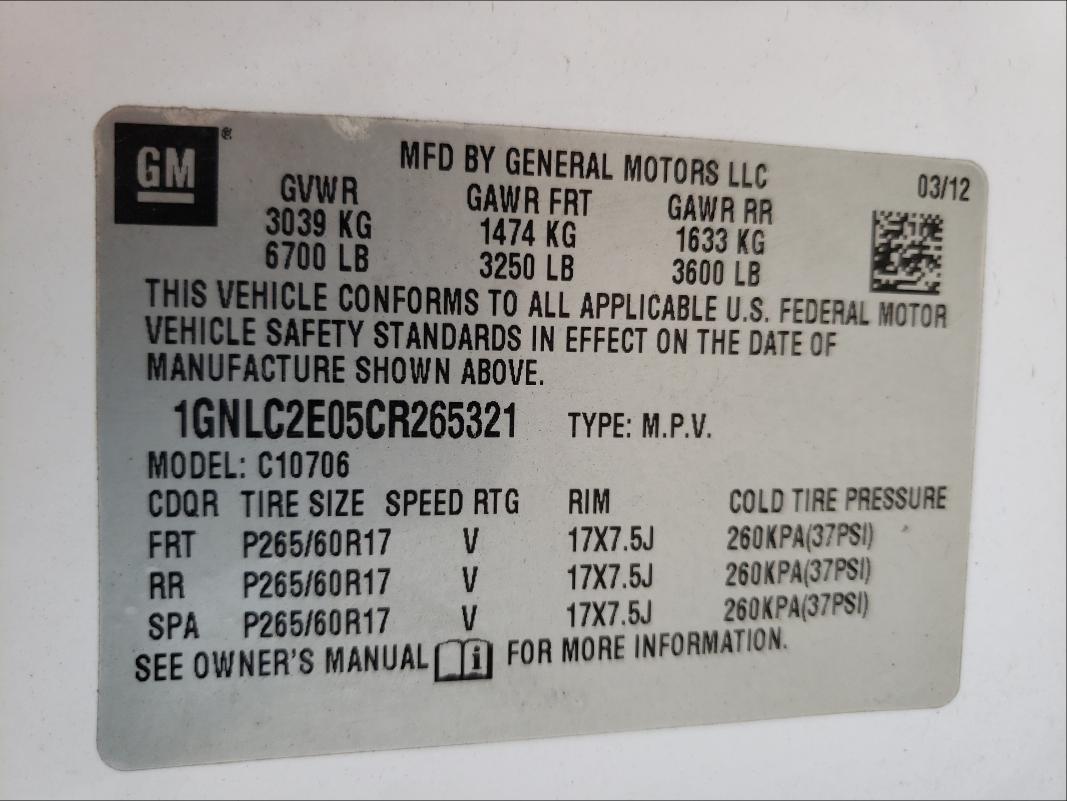 GM ®
MFD BY GENERAL MOTORS LLC
03/12
GVWR GAWR FRT GAWR RR
3039 KG 1474 KG 1633 KG
6700 LB 3250 LB 3600 LB
THIS VEHICLE CONFORMS TO ALL APPLICABLE U.S. FEDERAL MOTOR
VEHICLE SAFETY STANDARDS IN EFFECT ON THE DATE OF
MANUFACTURE SHOWN ABOVE.
1GNLC2E05CR265321 TYPE: M.P.V.
MODEL: C10706
CDQR TIRE SIZE SPEED RTG RIM COLD TIRE PRESSURE
FRT P265/60R17 V 17X7.5J 260KPA(37PSI)
RR P265/60R17 V 17X7.5J 260KPA(37PSI)
SPA P265/60R17 V 17X7.5J 260KPA(37PSI)
SEE OWNER'S MANUAL i FOR MORE INFORMATION.